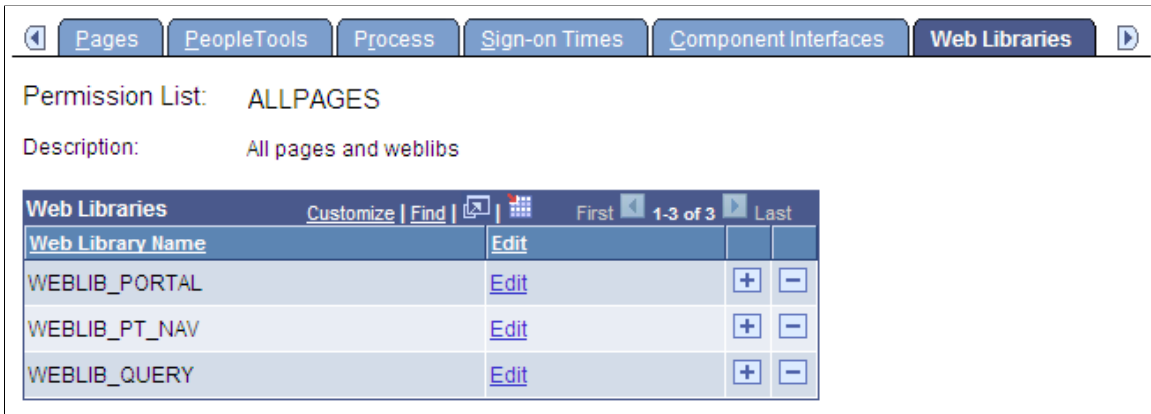 Pages PeopleTools Process Sign-on Times Component Interfaces Web Libraries
Permission List: ALLPAGES
Description: All pages and weblibs
Web Libraries Customize | Find | | First 1-3 of 3 Last
Web Library Name Edit
WEBLIB_PORTAL Edit
WEBLIB_PT_NAV Edit
WEBLIB_QUERY Edit